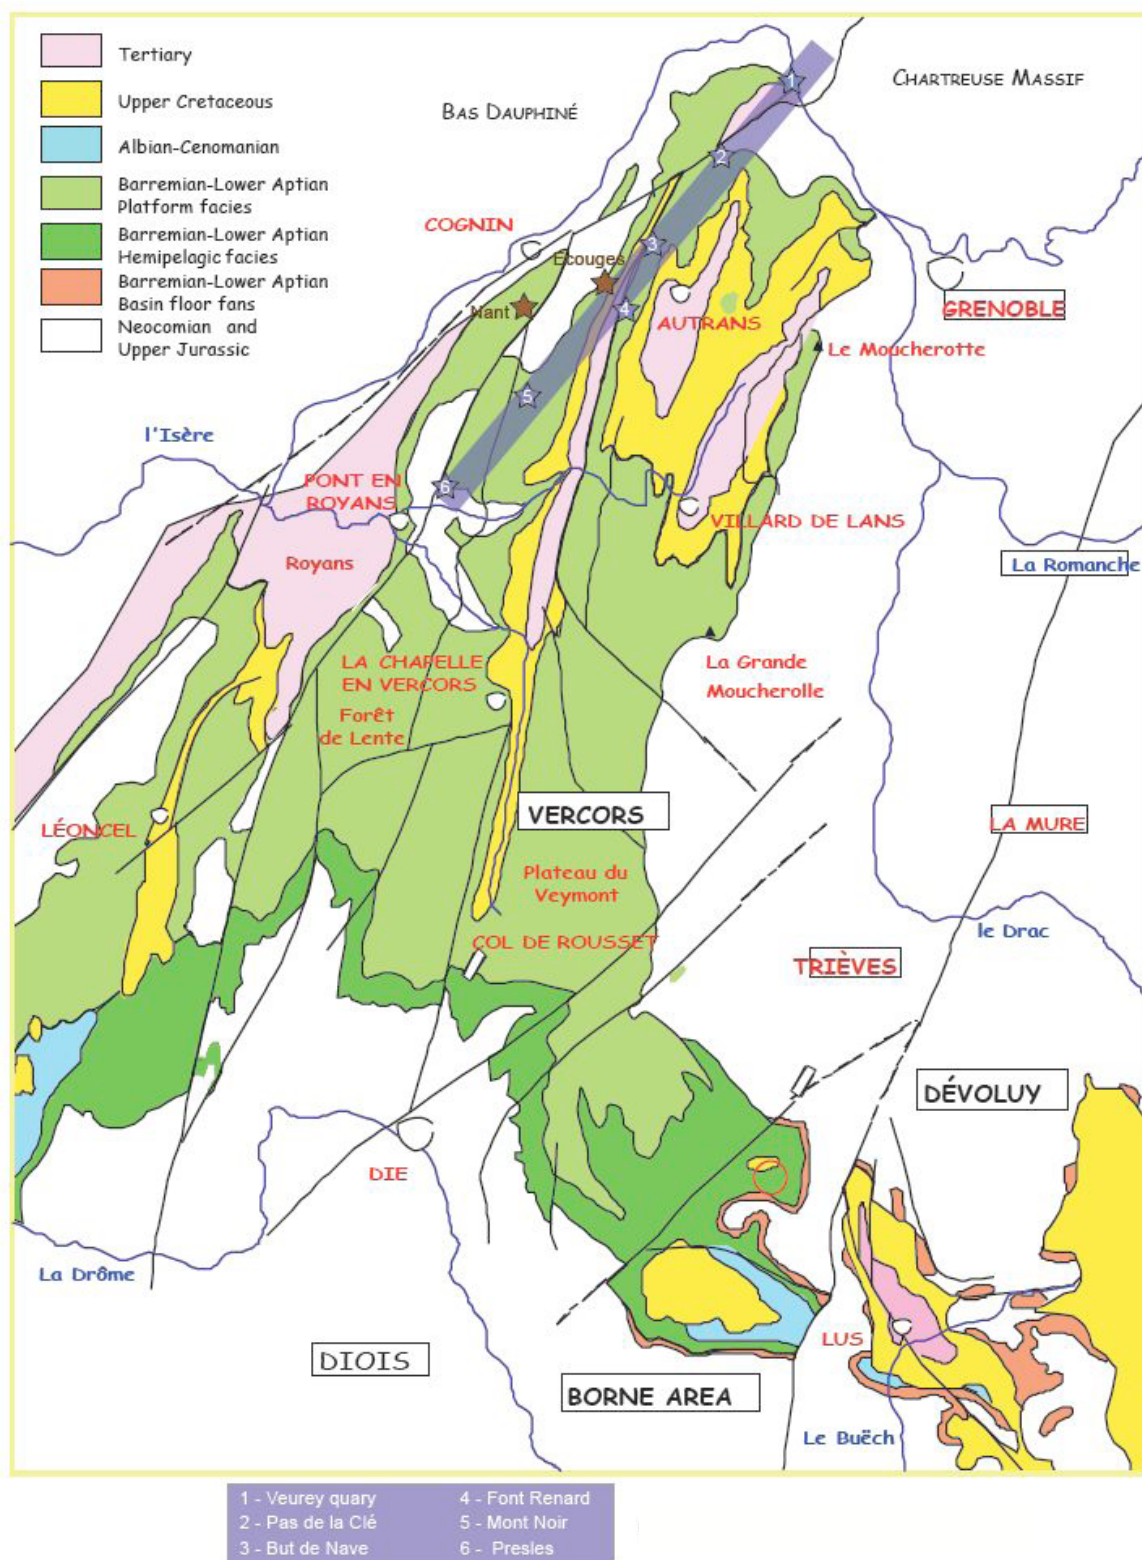 Tertiary
Upper Cretaceous
Albian-Cenomanian
Barremian-Lower Aptian
Platform facies
Barremian-Lower Aptian
Hemipelagic facies
Barremian-Lower Aptian
Basin floor fans
Neocomian and
Upper Jurassic
BAS DAUPHINÉ
CHARTREUSE MASSIF
1
2
COGNIN
3
Ecouges
Nant
4
AUTRANS
GRENOBLE
Le Moucherotte
5
l'Isère
PONT EN
ROYANS
6
VILLARD DE LANS
Royans
La Romanche
LA CHAPELLE
EN VERCORS
La Grande
Moucherolle
Forêt
de Lente
VERCORS
LÉONCEL
LA MURE
Plateau du
Veymont
COL DE ROUSSET
le Drac
TRIÈVES
DÉVOLUY
DIE
La Drôme
LUS
DIOIS
BORNE AREA
Le Buëch
1 - Veurey quary
2 - Pas de la Clé
3 - But de Nave
4 - Font Renard
5 - Mont Noir
6 - Presles